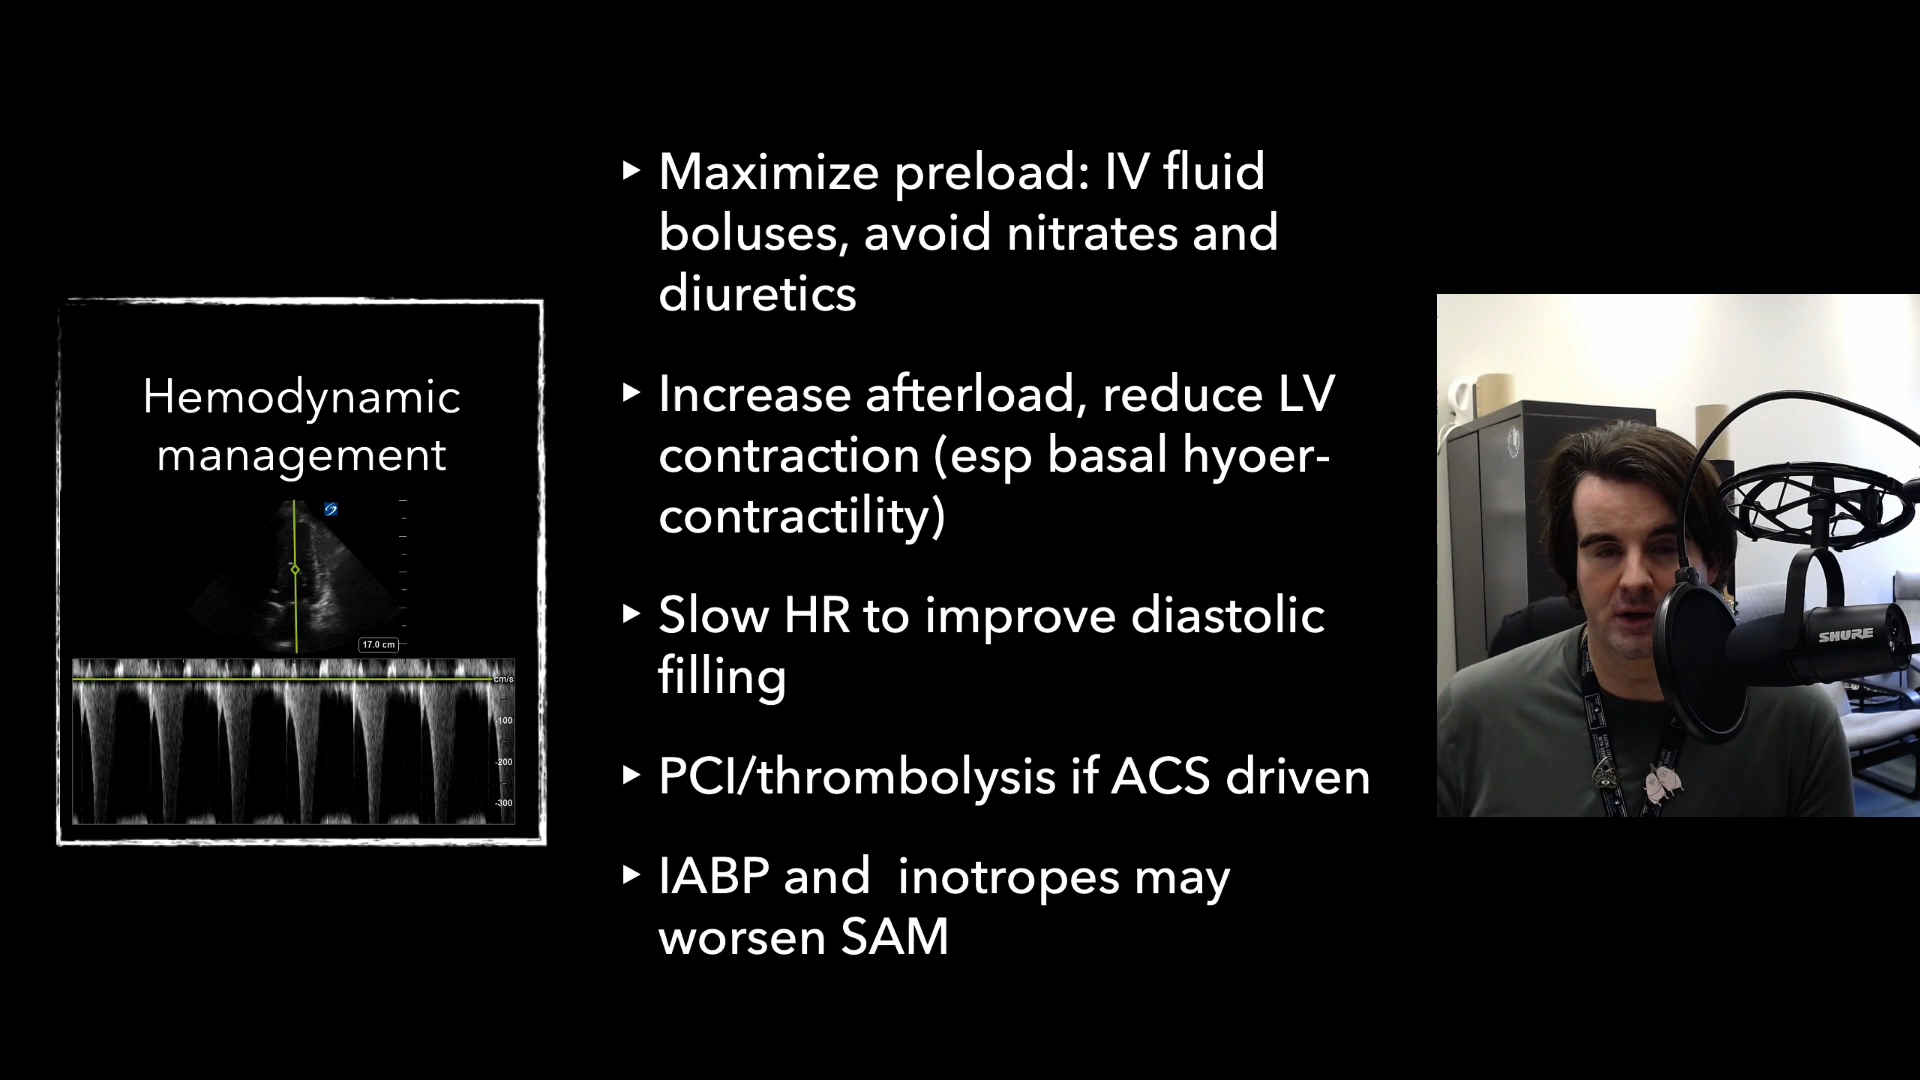 Hemodynamic
management
17.0 cm
cm/s
-100
-200
-300
▸ Maximize preload: IV fluid
boluses, avoid nitrates and
diuretics
▸ Increase afterload, reduce LV
contraction (esp basal hyoer-
contractility)
▸ Slow HR to improve diastolic
filling
▸ PCI/thrombolysis if ACS driven
▸ IABP and  inotropes may
worsen SAM
SHURE